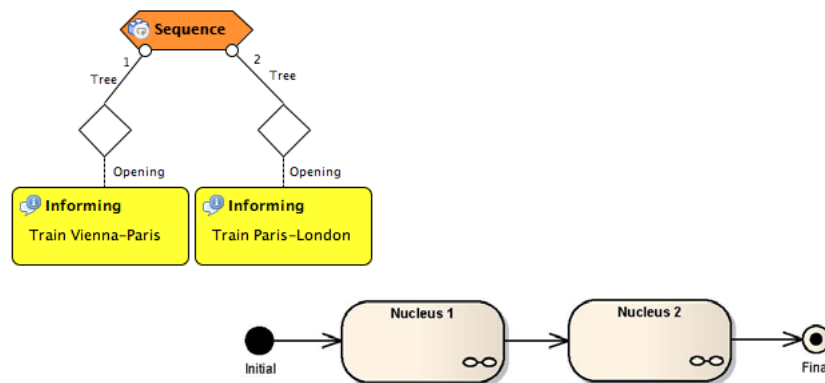 Sequence
1
2
Tree
Tree
Opening
Opening
Informing
Train Vienna–Paris
Informing
Train Paris–London
Nucleus 1
Nucleus 2
Initial
Fina